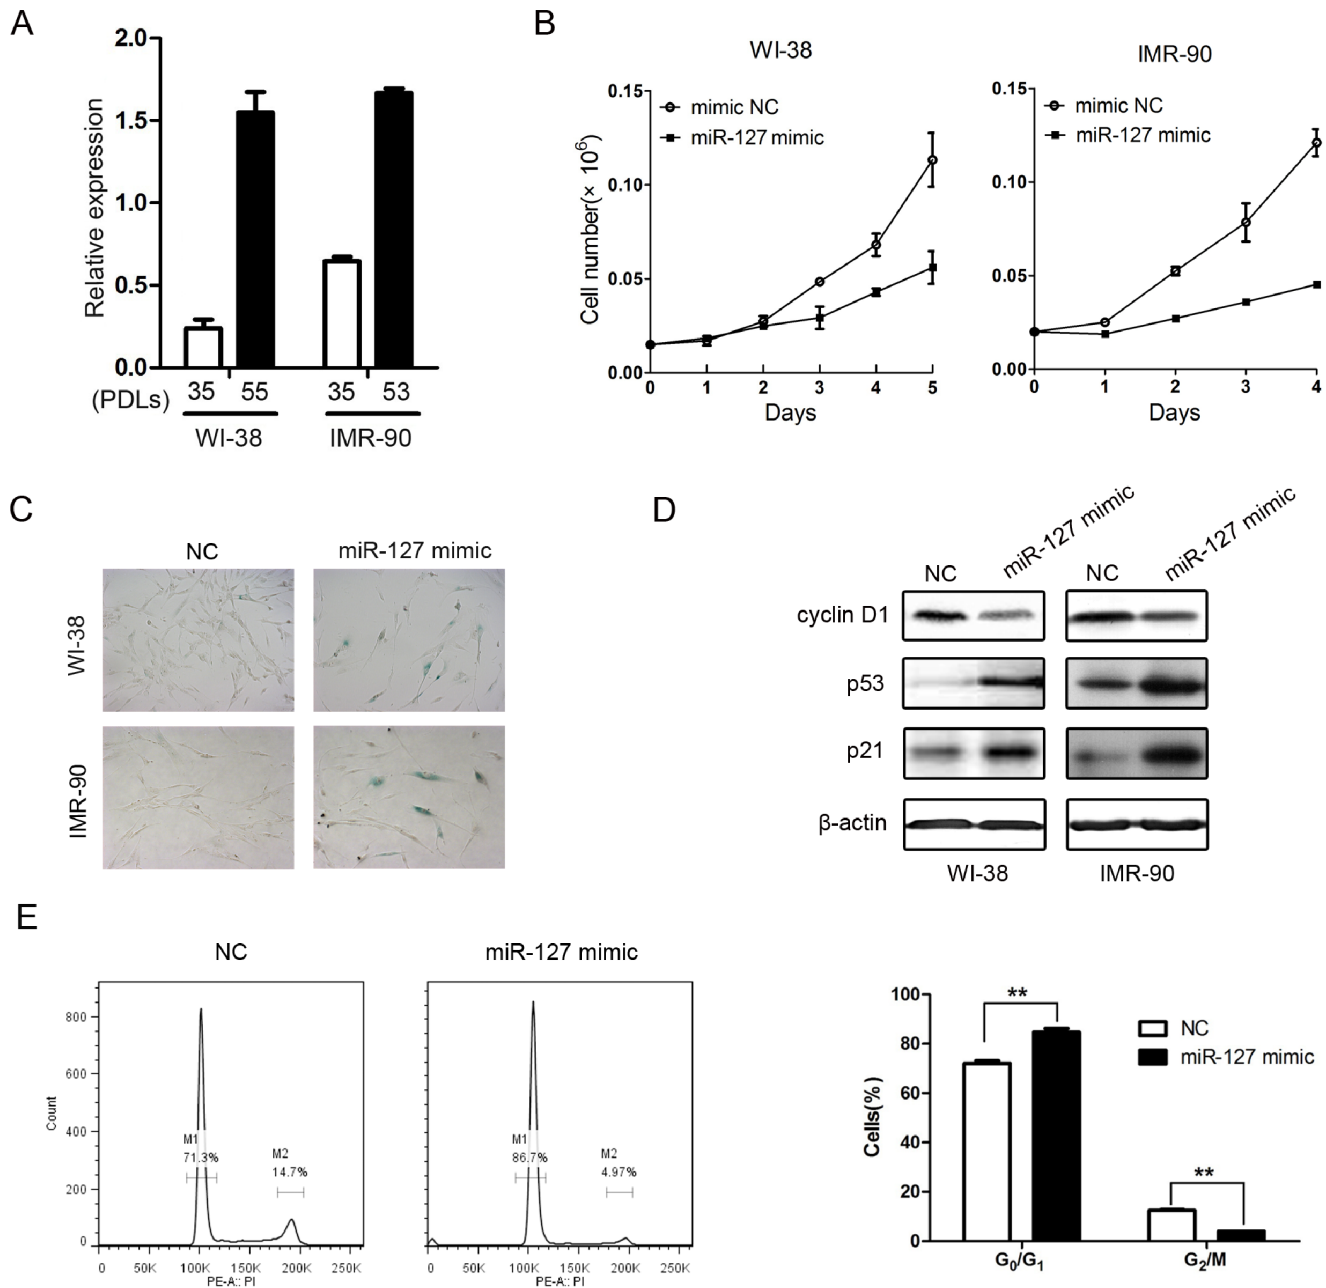 A
2.0
1.5
1.0
0.5
0.0
Relative expression
(PDLs)
35 55 35 53
WI-38 IMR-90
B
WI-38
0.15
0.10
0.05
0.00
Cell number(× 10⁶)
mimic NC
miR-127 mimic
0 1 2 3 4 5
Days
IMR-90
0.15
0.10
0.05
0.00
mimic NC
miR-127 mimic
0 1 2 3 4
Days
C
NC miR-127 mimic
WI-38
IMR-90
D
NC miR-127 mimic NC miR-127 mimic
cyclin D1
p53
p21
β-actin
WI-38 IMR-90
E
NC
800
600
400
200
0
Count
M1
71.3%
M2
14.7%
0 50K 100K 150K 200K 250K
PE-A:: PI
miR-127 mimic
M1
86.7%
M2
4.97%
0 50K 100K 150K 200K 250K
PE-A:: PI
100
80
60
40
20
0
Cells(%)
**
**
NC
miR-127 mimic
G₀/G₁ G₂/M